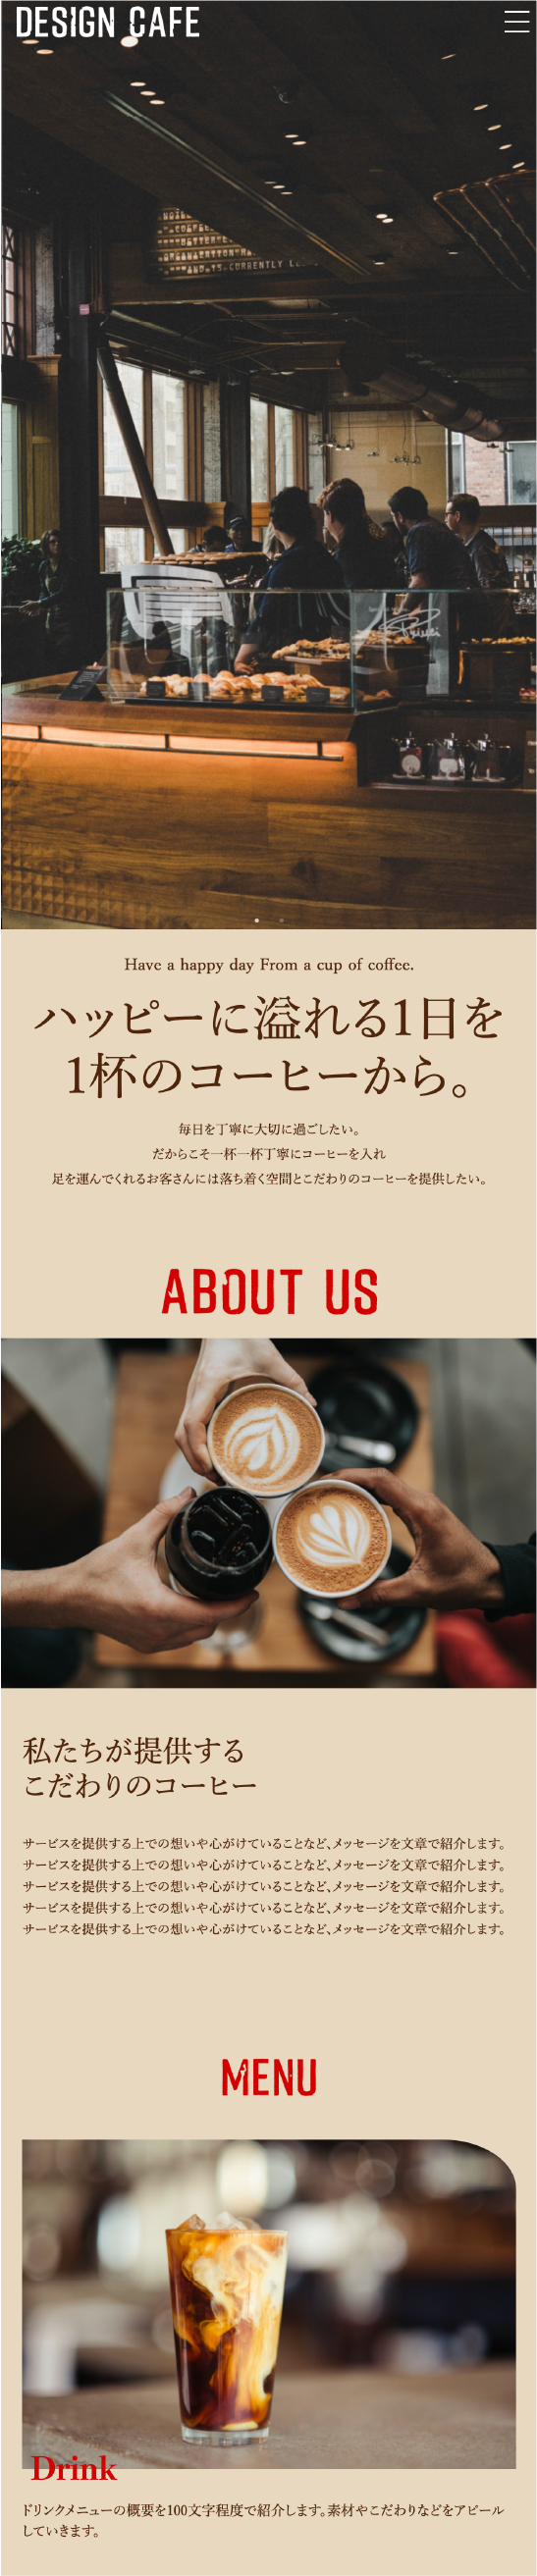 DESIGN CAFE
Have a happy day From a cup of coffee.
ハッピーに溢れる1日を
1杯のコーヒーから。
毎日を丁寧に大切に過ごしたい。
だからこそ一杯一杯丁寧にコーヒーを入れ
足を運んでくれるお客さんには落ち着く空間とこだわりのコーヒーを提供したい。
ABOUT US
私たちが提供する
こだわりのコーヒー
サービスを提供する上での想いや心がけていることなど、メッセージを文章で紹介します。
サービスを提供する上での想いや心がけていることなど、メッセージを文章で紹介します。
サービスを提供する上での想いや心がけていることなど、メッセージを文章で紹介します。
サービスを提供する上での想いや心がけていることなど、メッセージを文章で紹介します。
サービスを提供する上での想いや心がけていることなど、メッセージを文章で紹介します。
MENU
Drink
ドリンクメニューの概要を100文字程度で紹介します。素材やこだわりなどをアピール
していきます。